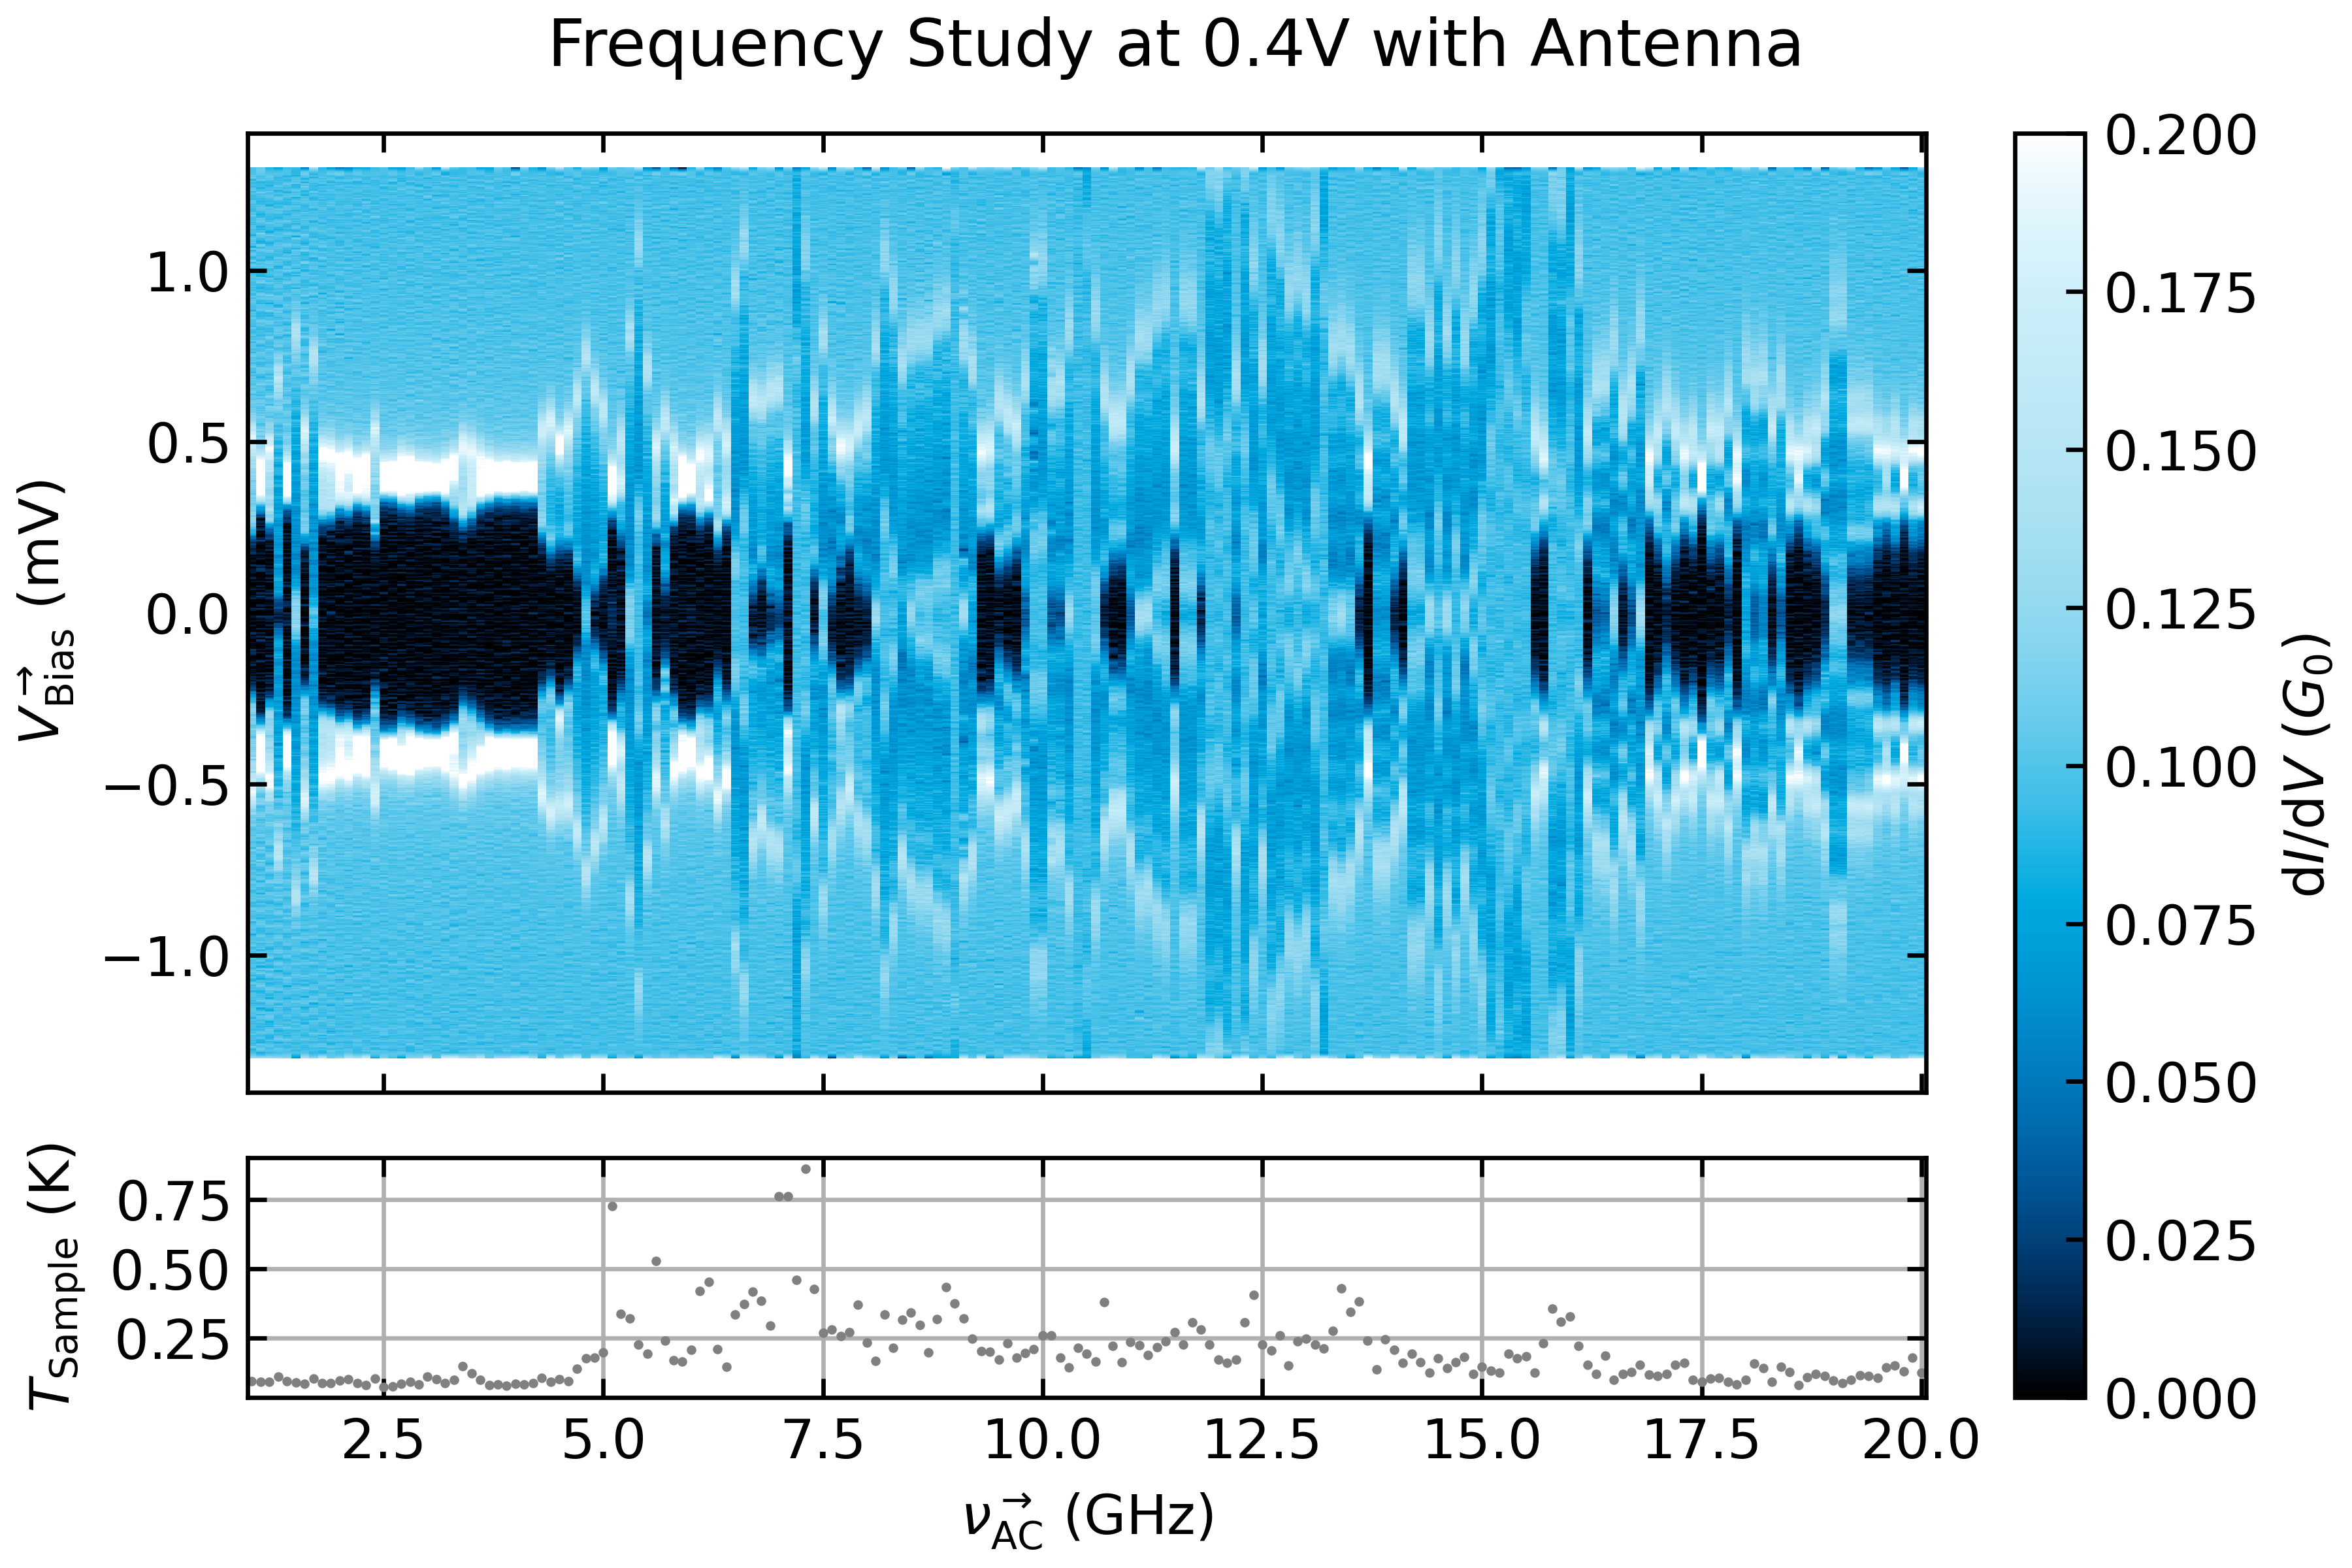 Frequency Study at 0.4V with Antenna
V→Bias (mV)
1.0
0.5
0.0
−0.5
−1.0
0.200
0.175
0.150
0.125
0.100
0.075
0.050
0.025
0.000
dI/dV (G0)
TSample (K)
0.75
0.50
0.25
2.5 5.0 7.5 10.0 12.5 15.0 17.5 20.0
ν→AC (GHz)